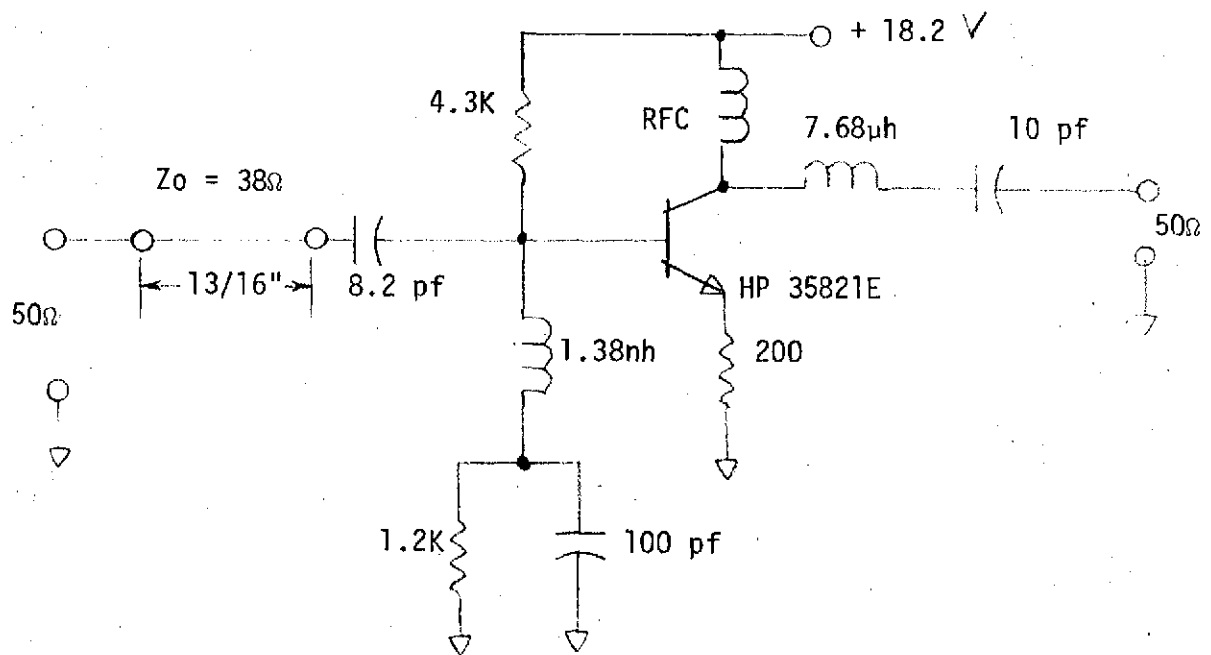 + 18.2 V
4.3K
RFC
7.68µh
10 pf
Zo = 38Ω
13/16"
8.2 pf
50Ω
50Ω
HP 35821E
1.38nh
200
1.2K
100 pf